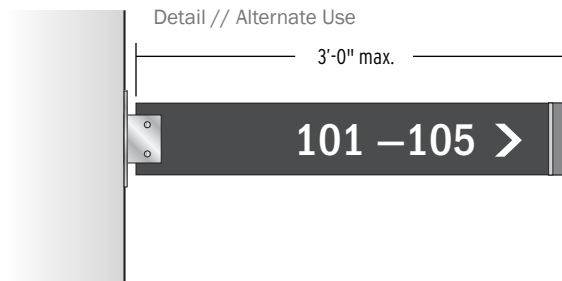 Detail // Alternate Use
3'-0" max.
101 –105 >